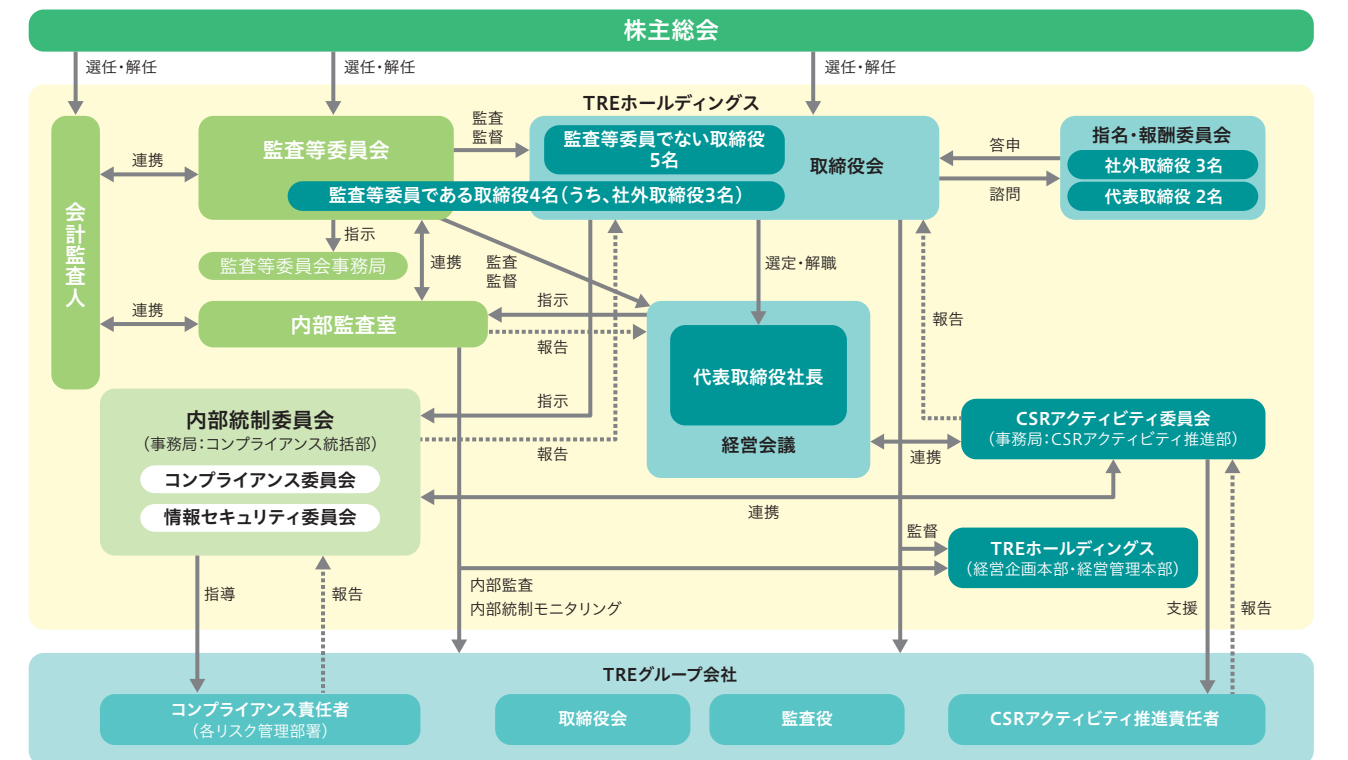 株主総会
選任・解任
選任・解任
選任・解任
TREホールディングス
会計監査人
連携
監査等委員会
監査
監督
監査等委員でない取締役
5名
取締役会
監査等委員である取締役4名（うち、社外取締役3名）
答申
諮問
指名・報酬委員会
社外取締役 3名
代表取締役 2名
指示
監査等委員会事務局
連携
監査
監督
選定・解職
報告
連携
内部監査室
指示
報告
代表取締役社長
経営会議
内部統制委員会
（事務局：コンプライアンス統括部）
コンプライアンス委員会
情報セキュリティ委員会
指示
報告
連携
CSRアクティビティ委員会
（事務局：CSRアクティビティ推進部）
連携
監督
TREホールディングス
（経営企画本部・経営管理本部）
指導
報告
内部監査
内部統制モニタリング
支援
報告
TREグループ会社
コンプライアンス責任者
（各リスク管理部署）
取締役会
監査役
CSRアクティビティ推進責任者